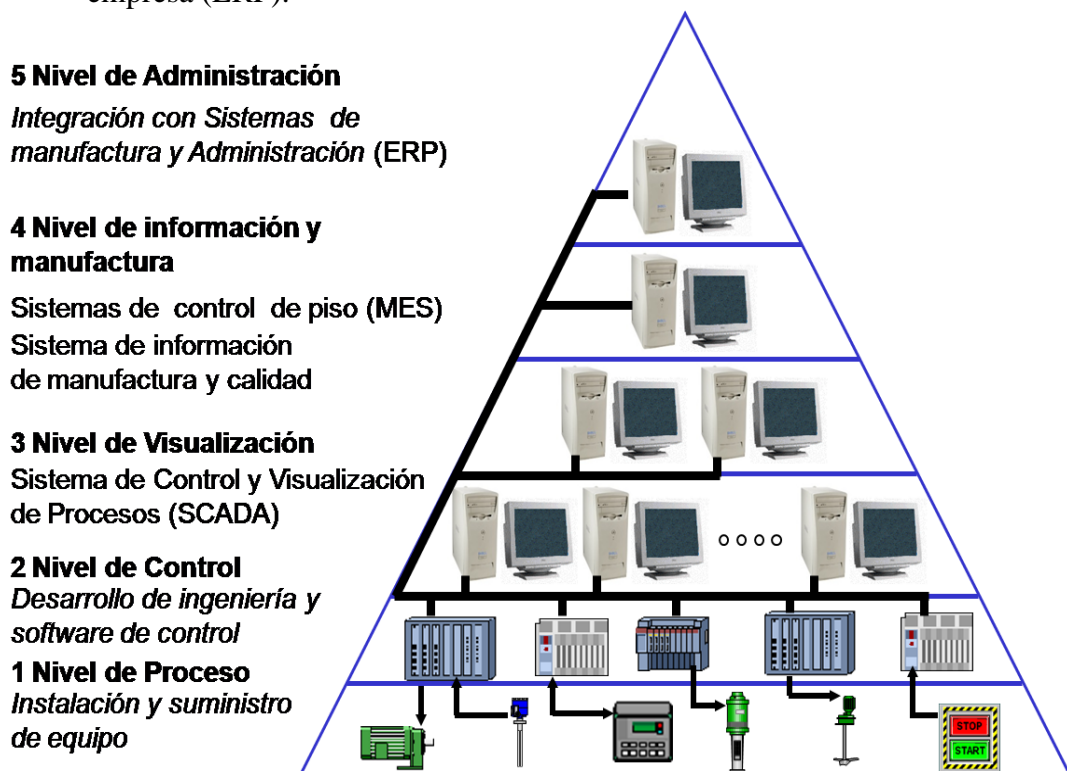 empresa (ERP).
5 Nivel de Administración
Integración con Sistemas de
manufactura y Administración (ERP)
4 Nivel de información y
manufactura
Sistemas de control de piso (MES)
Sistema de información
de manufactura y calidad
3 Nivel de Visualización
Sistema de Control y Visualización
de Procesos (SCADA)
2 Nivel de Control
Desarrollo de ingeniería y
software de control
1 Nivel de Proceso
Instalación y suministro
de equipo
STOP
START